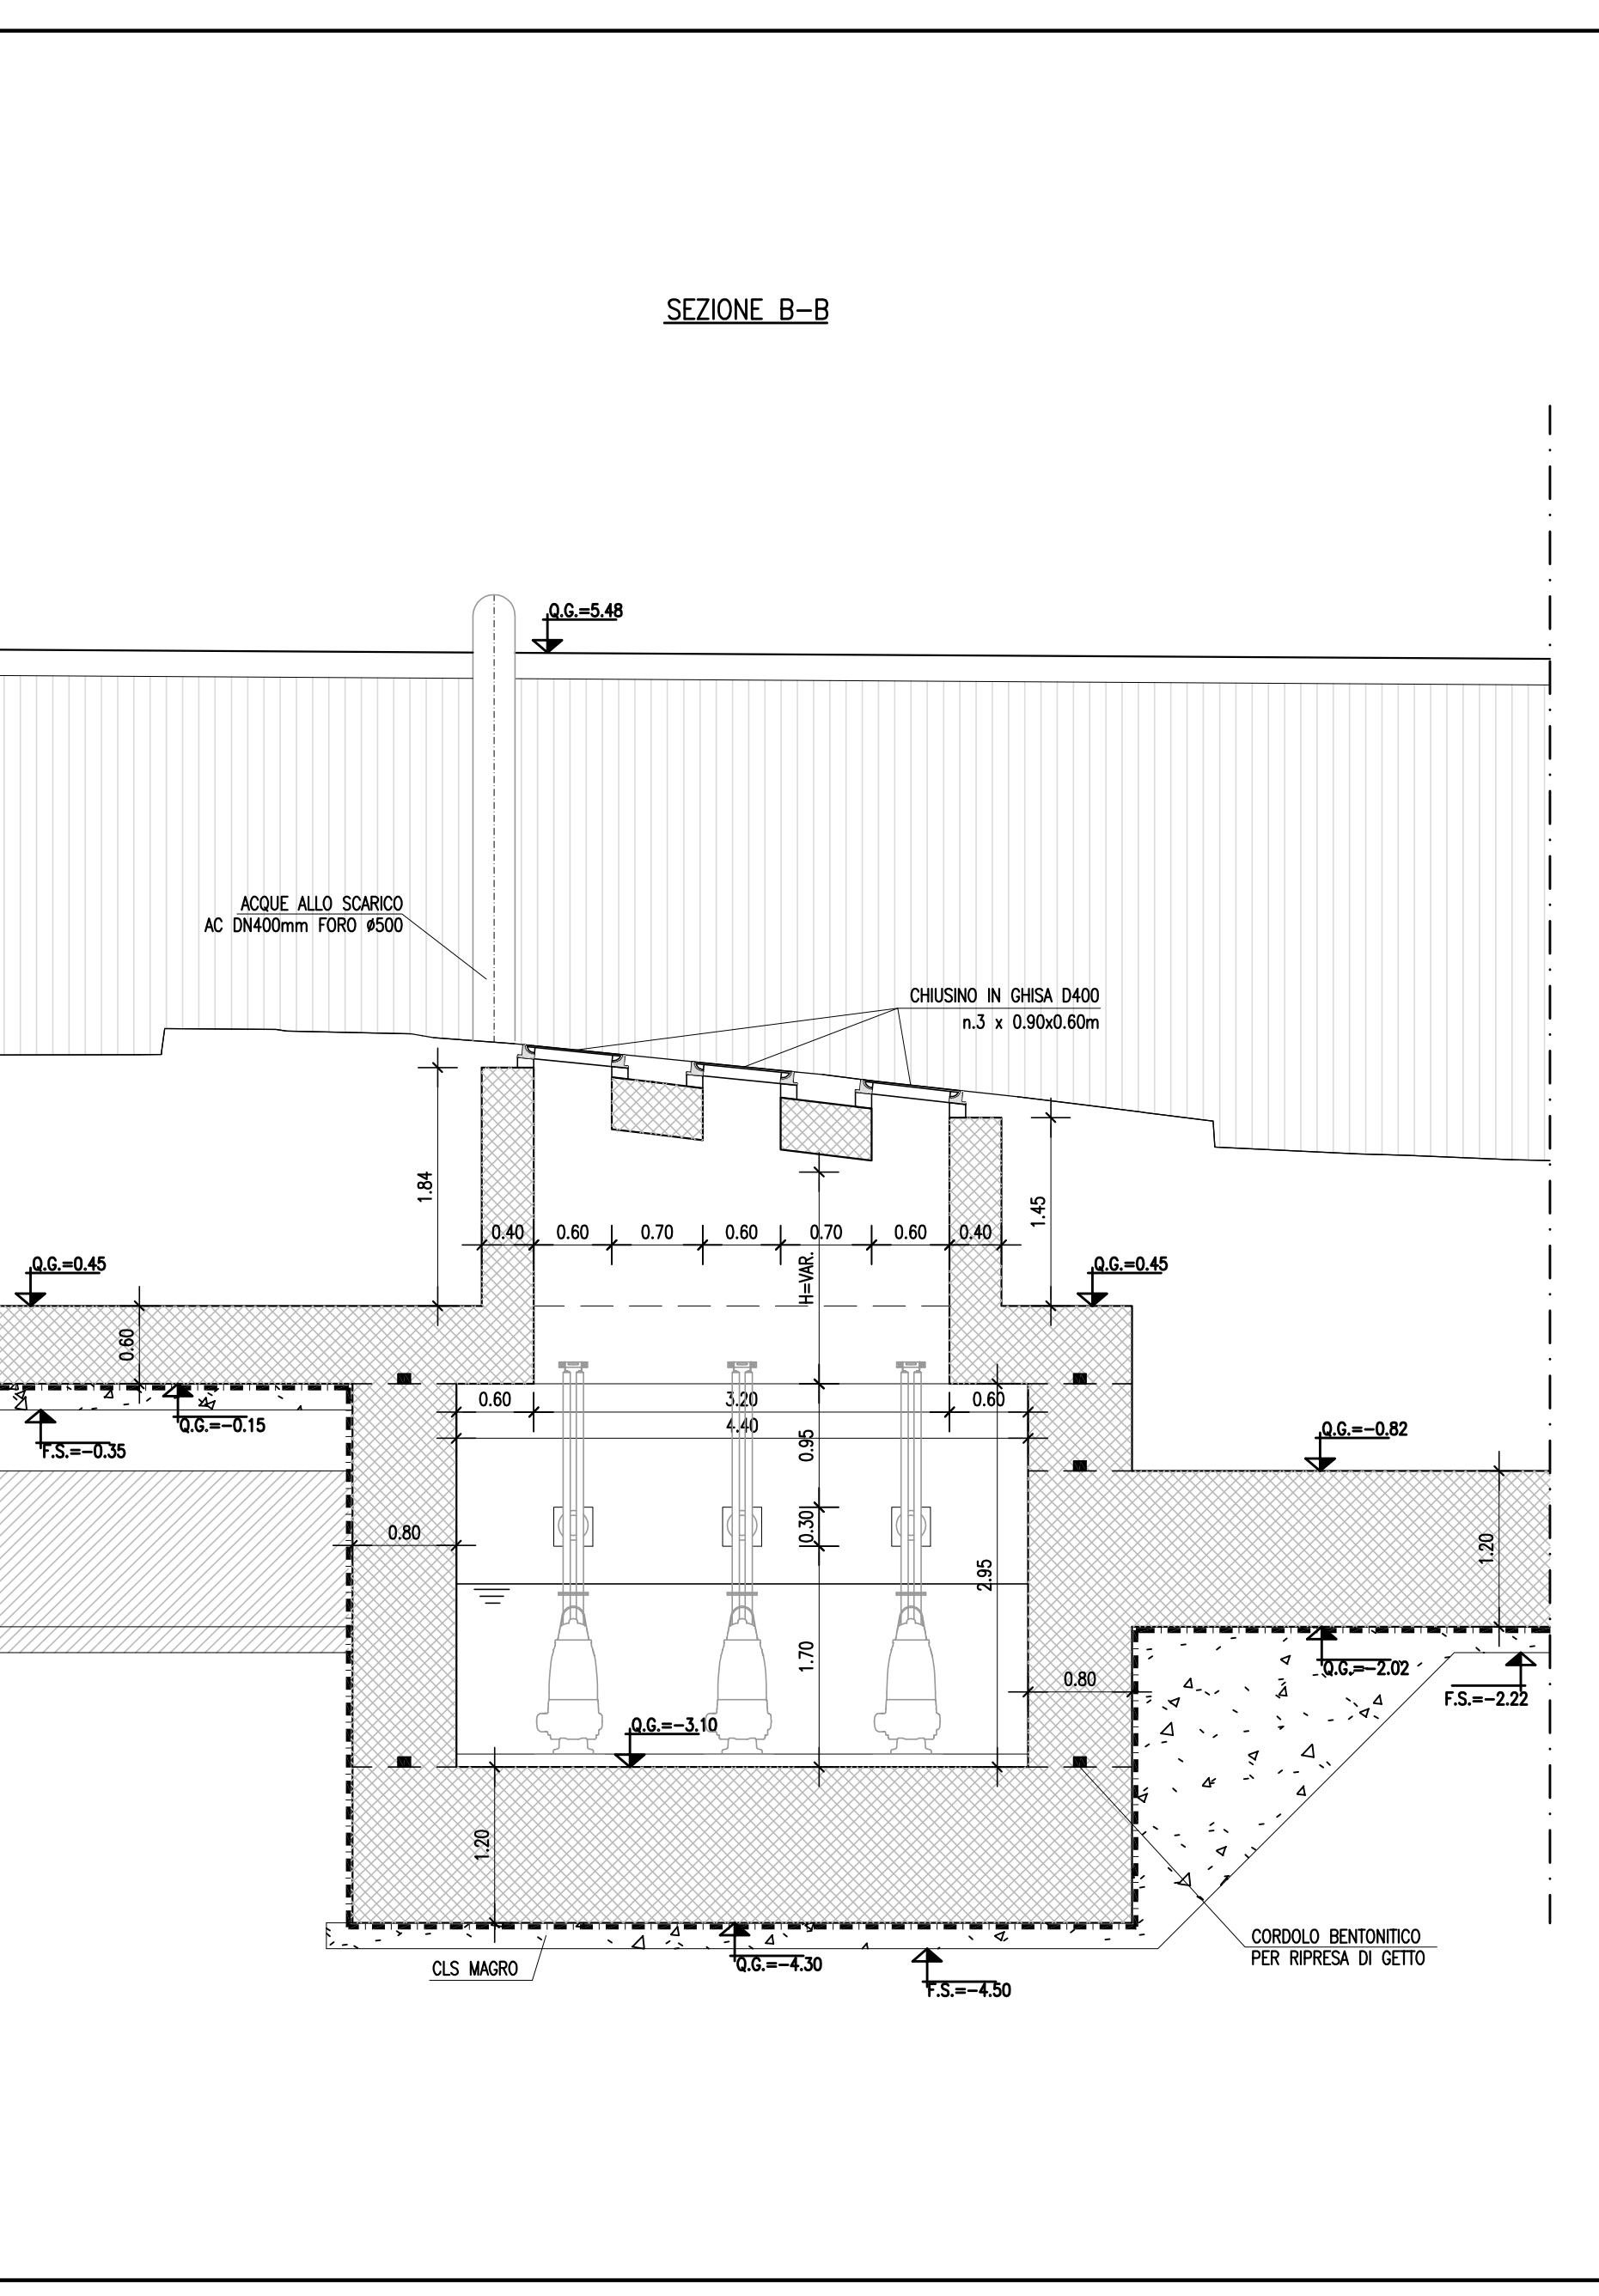 SEZIONE B-B
Q.G.=5.48
ACQUE ALLO SCARICO
AC DN400mm FORO ø500
CHIUSINO IN GHISA D400
n.3 x 0.90x0.60m
1.84
1.45
0.40
0.60
0.70
0.60
0.70
0.60
0.40
H=VAR.
Q.G.=0.45
Q.G.=0.45
0.60
Q.G.=-0.15
F.S.=-0.35
0.60
3.20
0.60
4.40
0.95
Q.G.=-0.82
0.80
0.30
2.95
1.20
1.70
0.80
Q.G.=-2.02
F.S.=-2.22
Q.G.=-3.10
1.20
CORDOLO BENTONITICO
PER RIPRESA DI GETTO
CLS MAGRO
Q.G.=-4.30
F.S.=-4.50